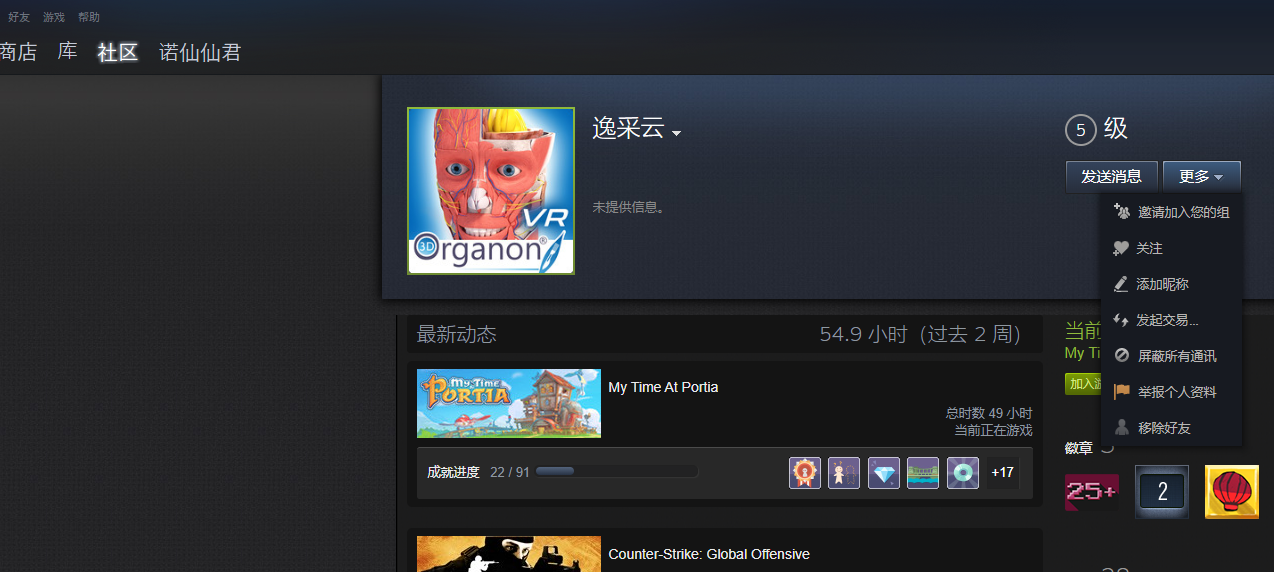 好友 游戏 帮助
商店 库 社区 诺仙仙君
逸采云
5 级
发送消息 更多
未提供信息。
VR
3D Organon®
邀请加入您的组
关注
添加昵称
发起交易...
屏蔽所有通讯
举报个人资料
移除好友
最新动态 54.9 小时（过去 2 周）
当前
My Ti
加入游
My Time At
PORTIA
My Time At Portia
总时数 49 小时
当前正在游戏
成就进度 22 / 91
+17
徽章
25+
2
Counter-Strike: Global Offensive